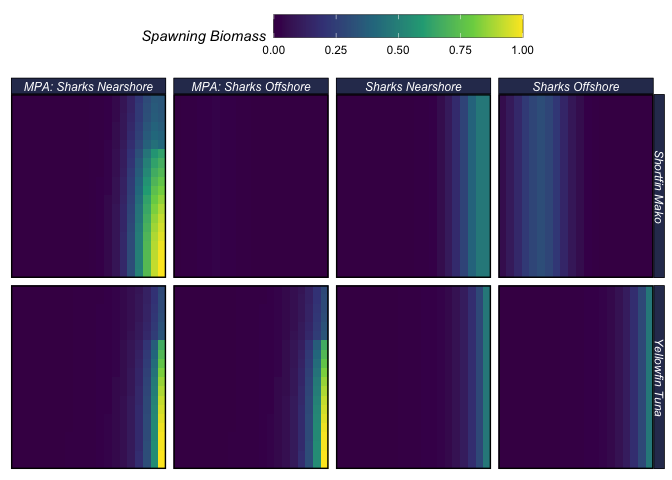 Spawning Biomass
0.00 0.25 0.50 0.75 1.00
MPA: Sharks Nearshore MPA: Sharks Offshore Sharks Nearshore Sharks Offshore
Shortfin Mako
Yellowfin Tuna